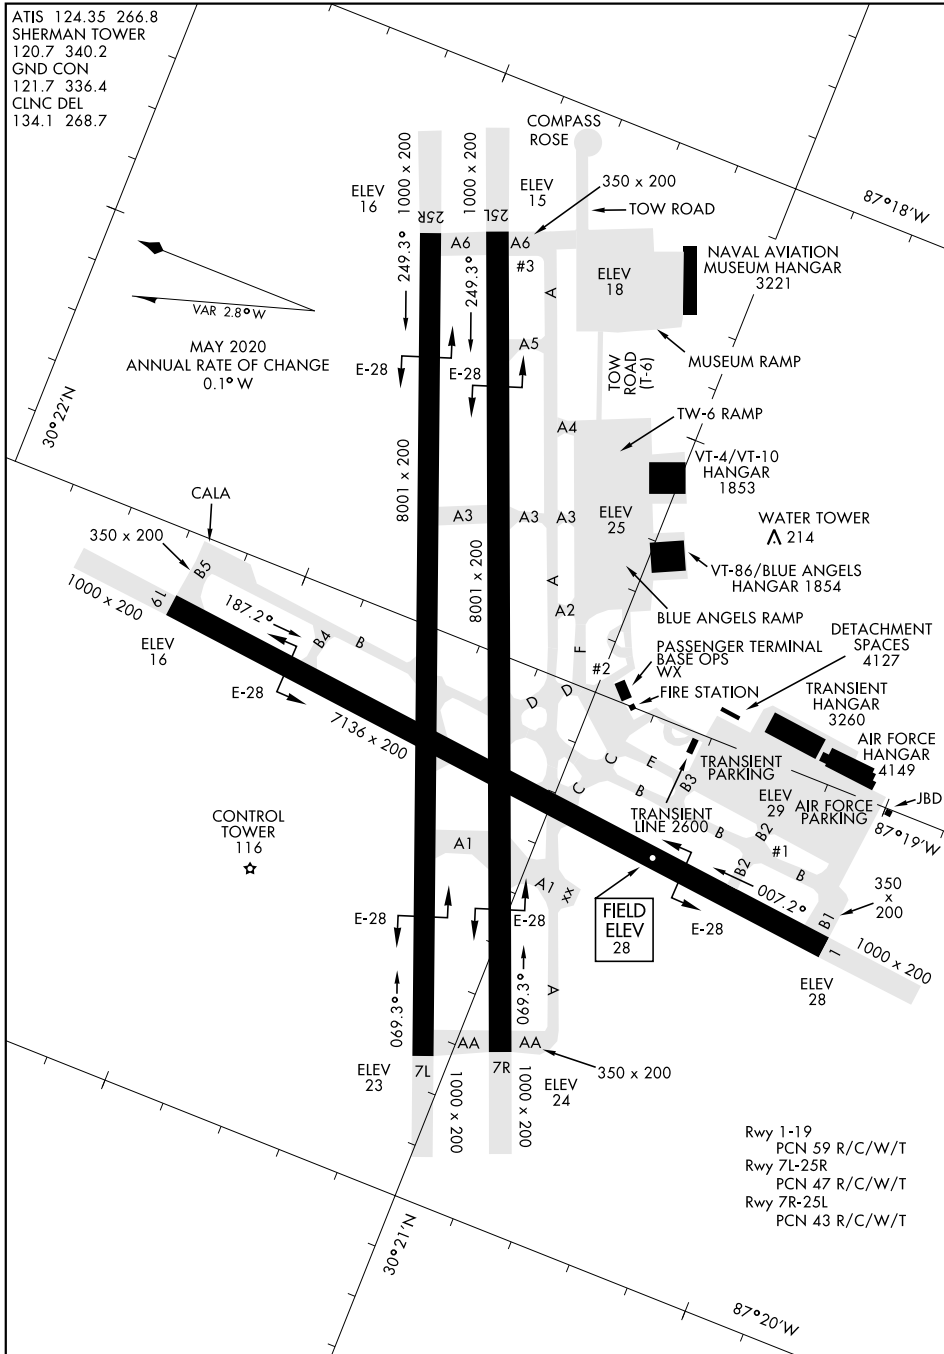 ATIS 124.35 266.8
SHERMAN TOWER
120.7 340.2
GND CON
121.7 336.4
CLNC DEL
134.1 268.7
COMPASS
ROSE
1000 x 200
1000 x 200
ELEV
16
ELEV
15
350 x 200
TOW ROAD
87°18'W
25R
25L
A6
A6
#3
249.3°
249.3°
A
ELEV
18
NAVAL AVIATION
MUSEUM HANGAR
3221
VAR 2.8° W
MAY 2020
ANNUAL RATE OF CHANGE
0.1° W
30°22'N
E-28
E-28
A5
TOW
ROAD
(T-6)
MUSEUM RAMP
TW-6 RAMP
A4
VT-4/VT-10
HANGAR
1853
8001 x 200
8001 x 200
CALA
350 x 200
A3
A3
A3
ELEV
25
WATER TOWER
214
VT-86/BLUE ANGELS
HANGAR 1854
B5
1000 x 200
19
187.2°
A
A2
BLUE ANGELS RAMP
ELEV
16
B4
B
F
#2
PASSENGER TERMINAL
BASE OPS
WX
DETACHMENT
SPACES
4127
E-28
FIRE STATION
TRANSIENT
HANGAR
3260
7136 x 200
D
D
AIR FORCE
HANGAR
4149
C
E
C
B
B3
TRANSIENT
PARKING
ELEV
29
AIR FORCE
PARKING
JBD
87°19'W
TRANSIENT
LINE 2600
CONTROL
TOWER
116
A1
B
B2
#1
B2
B
A1
xx
007.2°
350
x
200
E-28
E-28
FIELD
ELEV
28
E-28
B1
1
1000 x 200
ELEV
28
069.3°
069.3°
A
AA
AA
ELEV
23
7L
7R
1000 x 200
1000 x 200
ELEV
24
350 x 200
Rwy 1-19
PCN 59 R/C/W/T
Rwy 7L-25R
PCN 47 R/C/W/T
Rwy 7R-25L
PCN 43 R/C/W/T
30°21'N
87°20'W